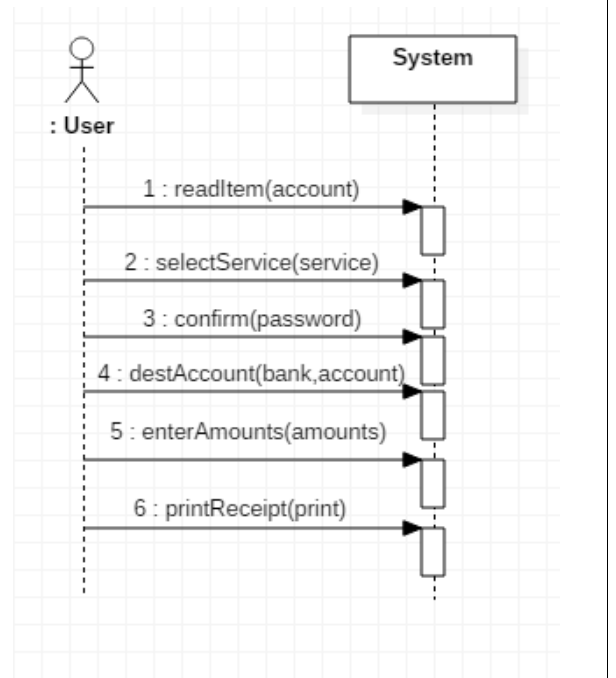 System
: User
1 : readItem(account)
2 : selectService(service)
3 : confirm(password)
4 : destAccount(bank,account)
5 : enterAmounts(amounts)
6 : printReceipt(print)